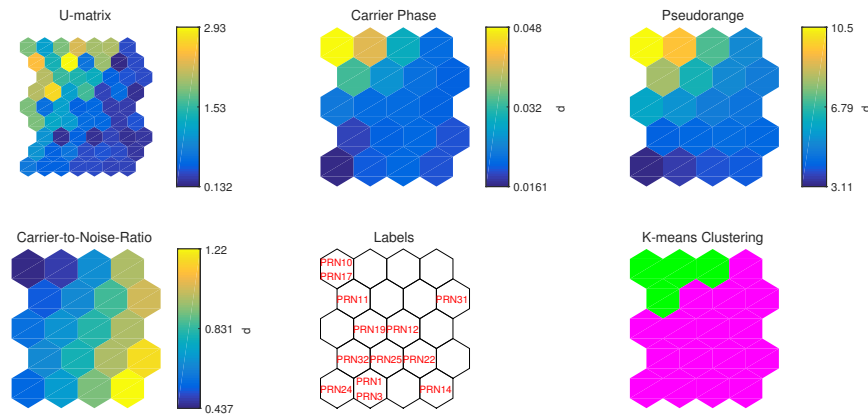 U-matrix
2.93
1.53
0.132
Carrier Phase
0.048
0.032
0.0161
d
Pseudorange
10.5
6.79
3.11
d
Carrier-to-Noise-Ratio
1.22
0.831
0.437
d
Labels
PRN10
PRN17
PRN11
PRN31
PRN19
PRN12
PRN32
PRN25
PRN22
PRN24
PRN1
PRN3
PRN14
K-means Clustering